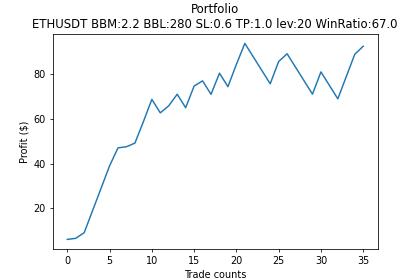 Portfolio
ETHUSDT BBM:2.2 BBL:280 SL:0.6 TP:1.0 lev:20 WinRatio:67.0
80
60
40
20
Profit ($)
0 5 10 15 20 25 30 35
Trade counts